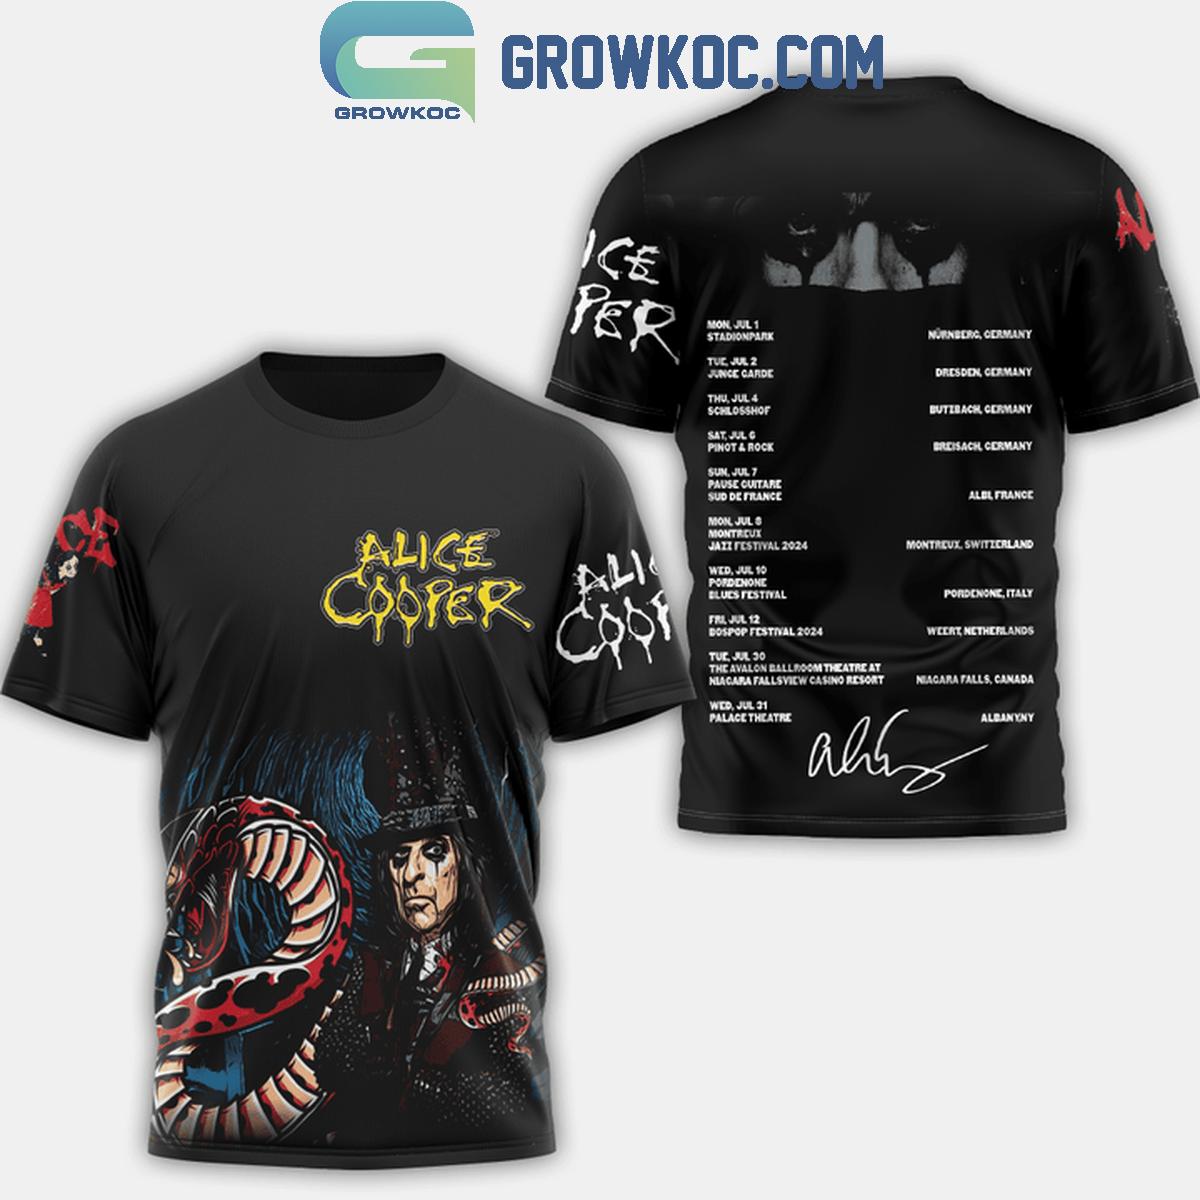 GROWKOC
GROWKOC.COM
ALICE
COOPER
ALIC
COOP
CE
ICE
PER
MON, JUL 1
STADIONPARK
NÜRNBERG, GERMANY
TUE, JUL 2
JUNGE GARDE
DRESDEN, GERMANY
THU, JUL 4
SCHLOSSHOF
BUTZBACH, GERMANY
SAT, JUL 6
PINOT & ROCK
BREISACH, GERMANY
SUN, JUL 7
PAUSE GUITARE
SUD DE FRANCE
ALBI, FRANCE
MON, JUL 8
MONTREUX
JAZZ FESTIVAL 2024
MONTREUX, SWITZERLAND
WED, JUL 10
PORDENONE
BLUES FESTIVAL
PORDENONE, ITALY
FRI, JUL 12
BOSPOP FESTIVAL 2024
WEERT, NETHERLANDS
TUE, JUL 30
THE AVALON BALLROOM THEATRE AT
NIAGARA FALLSVIEW CASINO RESORT
NIAGARA FALLS, CANADA
WED, JUL 31
PALACE THEATRE
ALBANY,NY